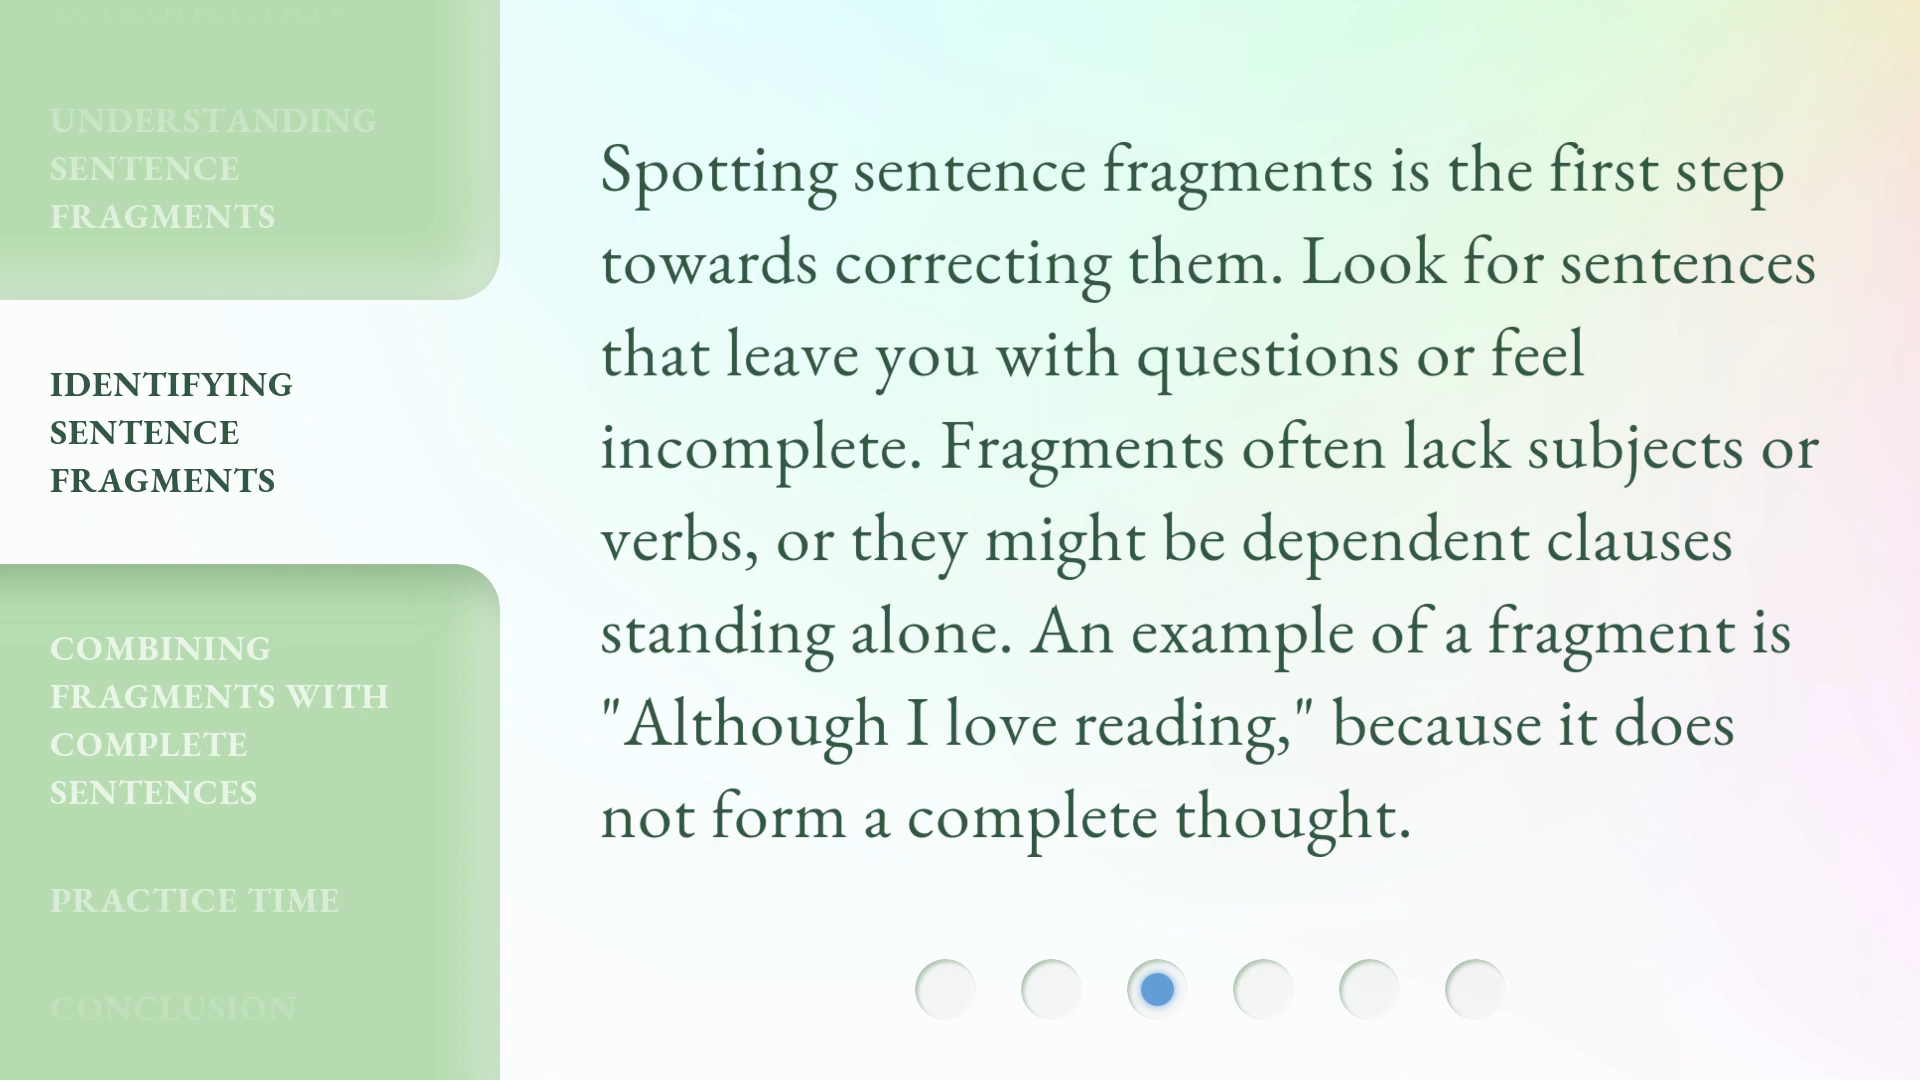 UNDERSTANDING
SENTENCE
FRAGMENTS
IDENTIFYING
SENTENCE
FRAGMENTS
COMBINING
FRAGMENTS WITH
COMPLETE
SENTENCES
PRACTICE TIME
CONCLUSION
Spotting sentence fragments is the first step
towards correcting them. Look for sentences
that leave you with questions or feel
incomplete. Fragments often lack subjects or
verbs, or they might be dependent clauses
standing alone. An example of a fragment is
"Although I love reading," because it does
not form a complete thought.